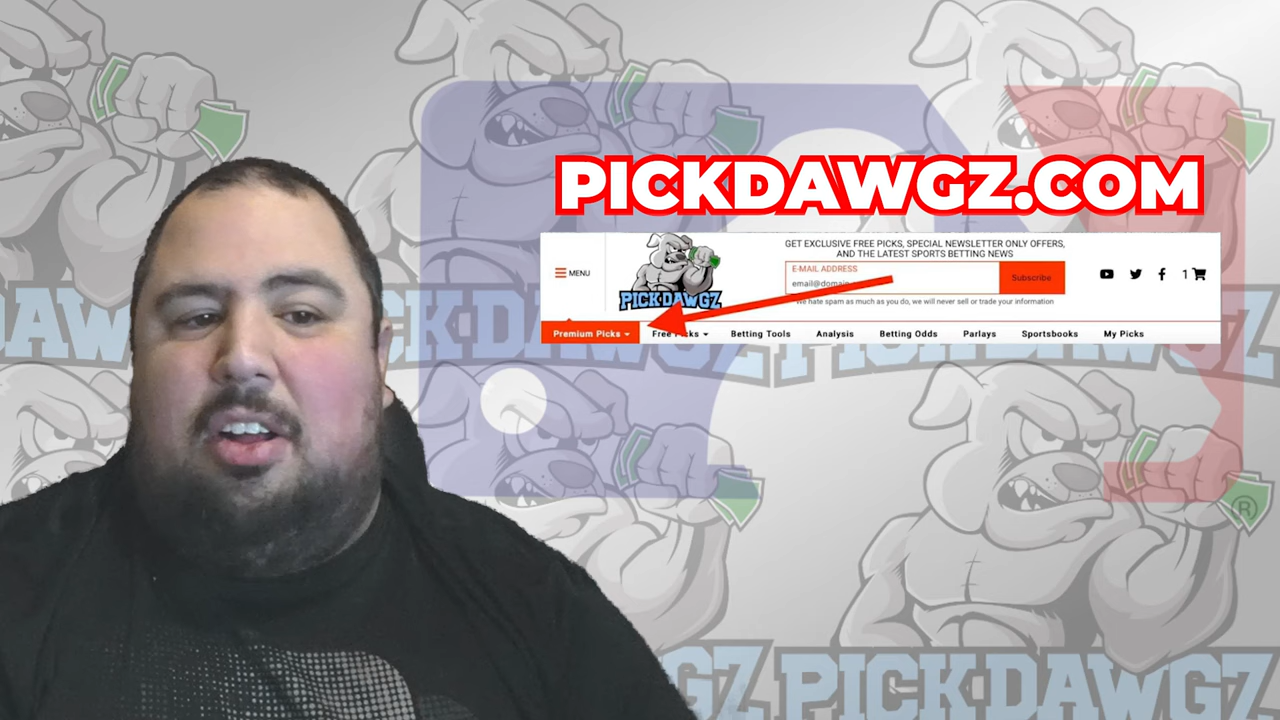 PICKDAWGZ.COM
MENU
PICKDAWGZ
GET EXCLUSIVE FREE PICKS, SPECIAL NEWSLETTER ONLY OFFERS,
AND THE LATEST SPORTS BETTING NEWS
E-MAIL ADDRESS
Subscribe
1
We hate spam as much as you do, we will never sell or trade your information
Premium Picks
Betting Tools
Analysis
Betting Odds
Parlays
Sportsbooks
My Picks
PICKDAWGZ
PICKDAWGZ
®